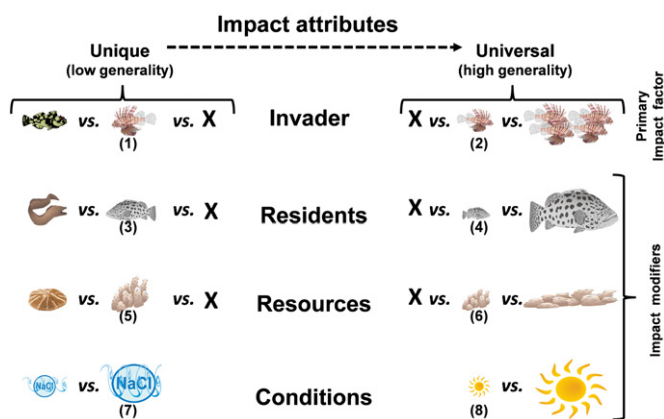 Impact attributes
Unique
(low generality)
Universal
(high generality)
vs. vs. X
(1)
Invader
X vs. vs.
(2)
Primary
Impact factor
vs. vs. X
(3)
Residents
X vs. vs.
(4)
vs. vs. X
(5)
Resources
X vs. vs.
(6)
Impact modifiers
NaCl vs. NaCl
(7)
Conditions
vs.
(8)